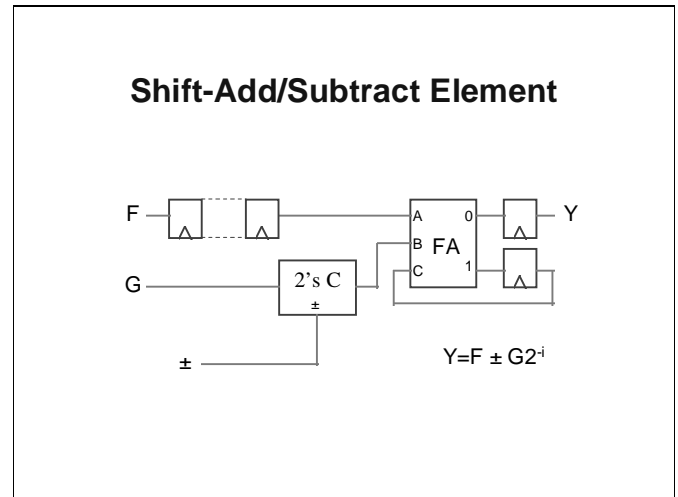 Shift-Add/Subtract Element
F
A
0
Y
B
FA
G
2's C
C
1
±
±
Y=F ± G2⁻ⁱ